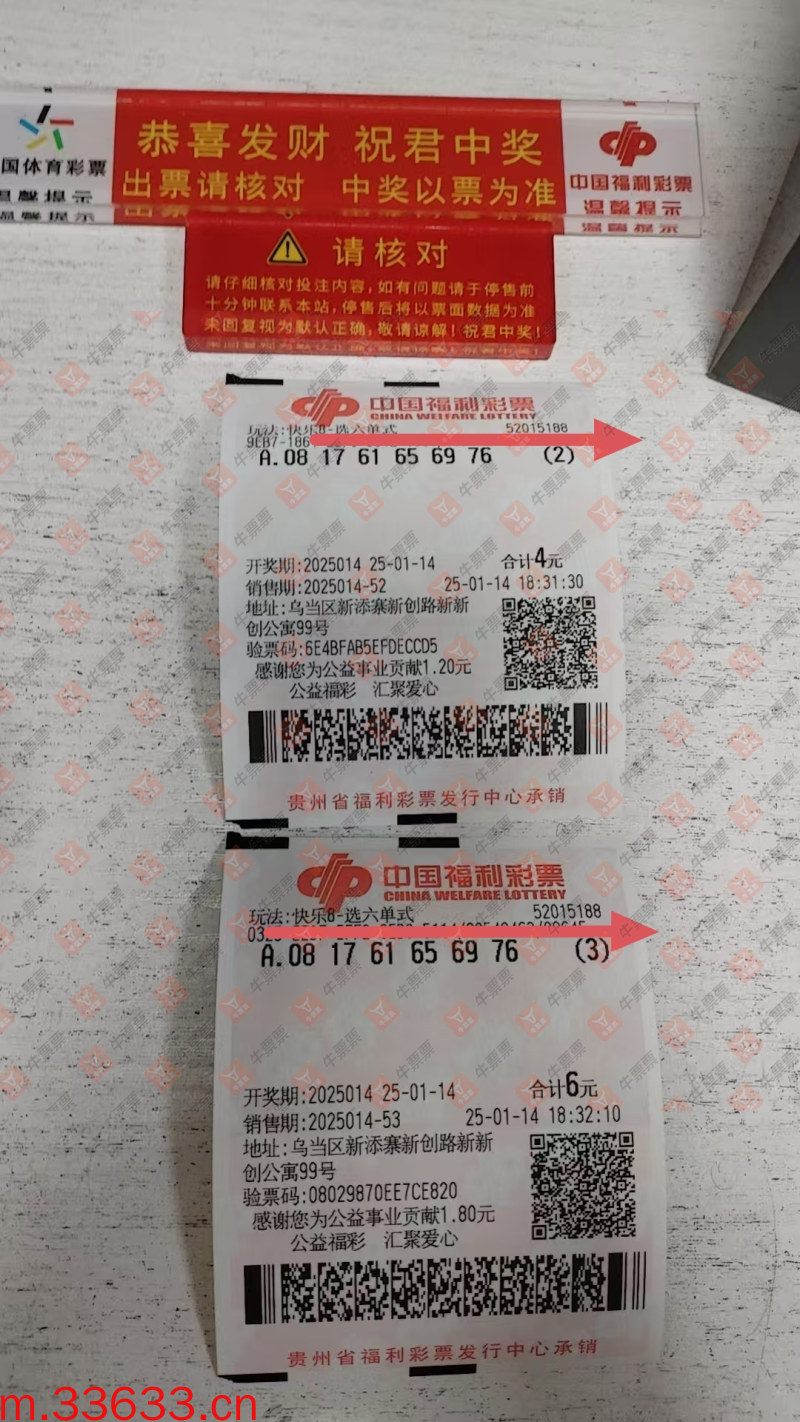 恭喜发财 祝君中奖
国体育彩票
出票请核对 中奖以票为准
中国福利彩票
温馨提示
温馨提示
请核对
请仔细核对投注内容,如有问题请于停售前
十分钟联系本站,停售后将以票面数据为准
未回复视为默认正确,敬请谅解!祝君中奖!
中国福利彩票
CHINA WELFARE LOTTERY
玩法:快乐8-选六单式 52015188
9EB7-186
A.08 17 61 65 69 76 (2)
开奖期:2025014 25-01-14 合计4元
销售期:2025014-52 25-01-14 18:31:30
地址:乌当区新添寨新创路新新
创公寓99号
验票码:6E4BFAB5EFDECCD5
感谢您为公益事业贡献1.20元
公益福彩 汇聚爱心
贵州省福利彩票发行中心承销
中国福利彩票
CHINA WELFARE LOTTERY
玩法:快乐8-选六单式 52015188
A.08 17 61 65 69 76 (3)
开奖期:2025014 25-01-14 合计6元
销售期:2025014-53 25-01-14 18:32:10
地址:乌当区新添寨新创路新新
创公寓99号
验票码:08029870EE7CE820
感谢您为公益事业贡献1.80元
公益福彩 汇聚爱心
贵州省福利彩票发行中心承销
牛票票
m.33633.cn